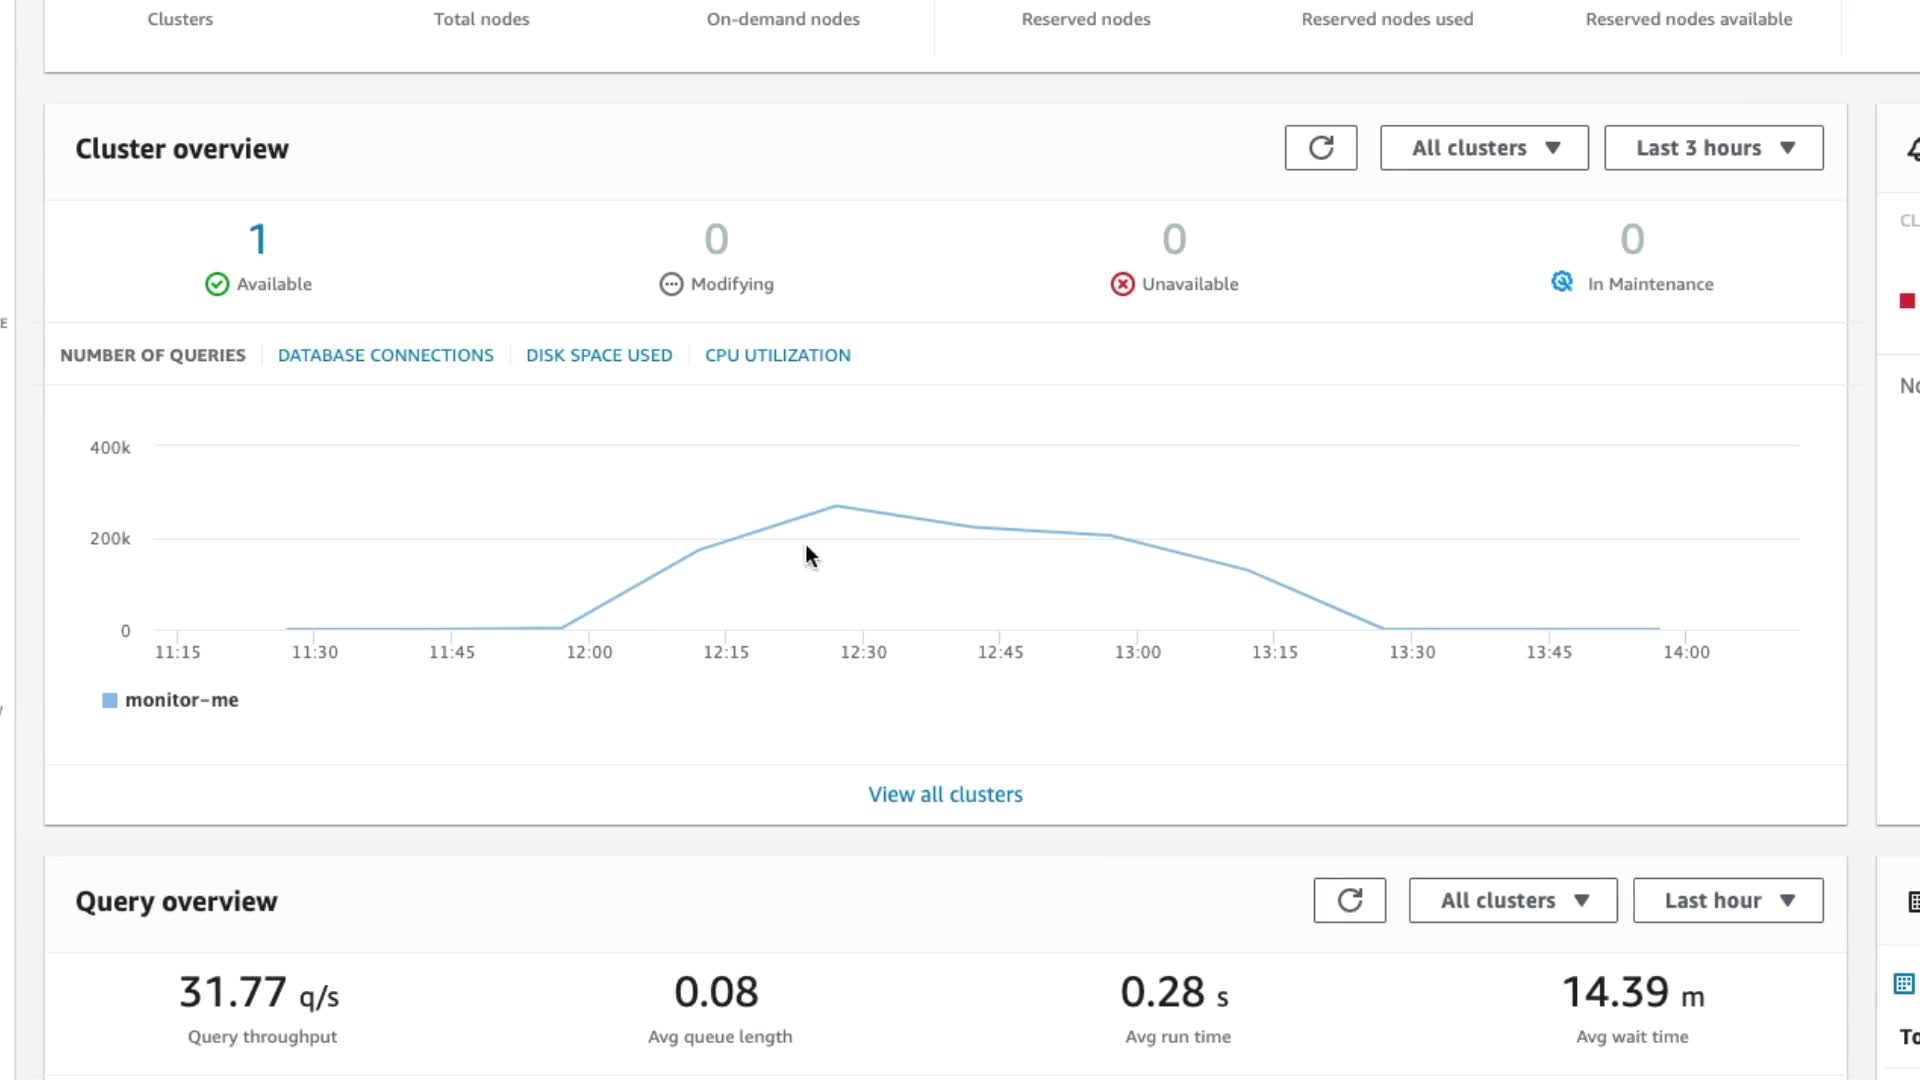 Clusters Total nodes On-demand nodes Reserved nodes Reserved nodes used Reserved nodes available
Cluster overview All clusters Last 3 hours
1 0 0 0
Available Modifying Unavailable In Maintenance
NUMBER OF QUERIES DATABASE CONNECTIONS DISK SPACE USED CPU UTILIZATION
400k
200k
0
11:15 11:30 11:45 12:00 12:15 12:30 12:45 13:00 13:15 13:30 13:45 14:00
monitor-me
View all clusters
Query overview All clusters Last hour
31.77 q/s 0.08 0.28 s 14.39 m
Query throughput Avg queue length Avg run time Avg wait time